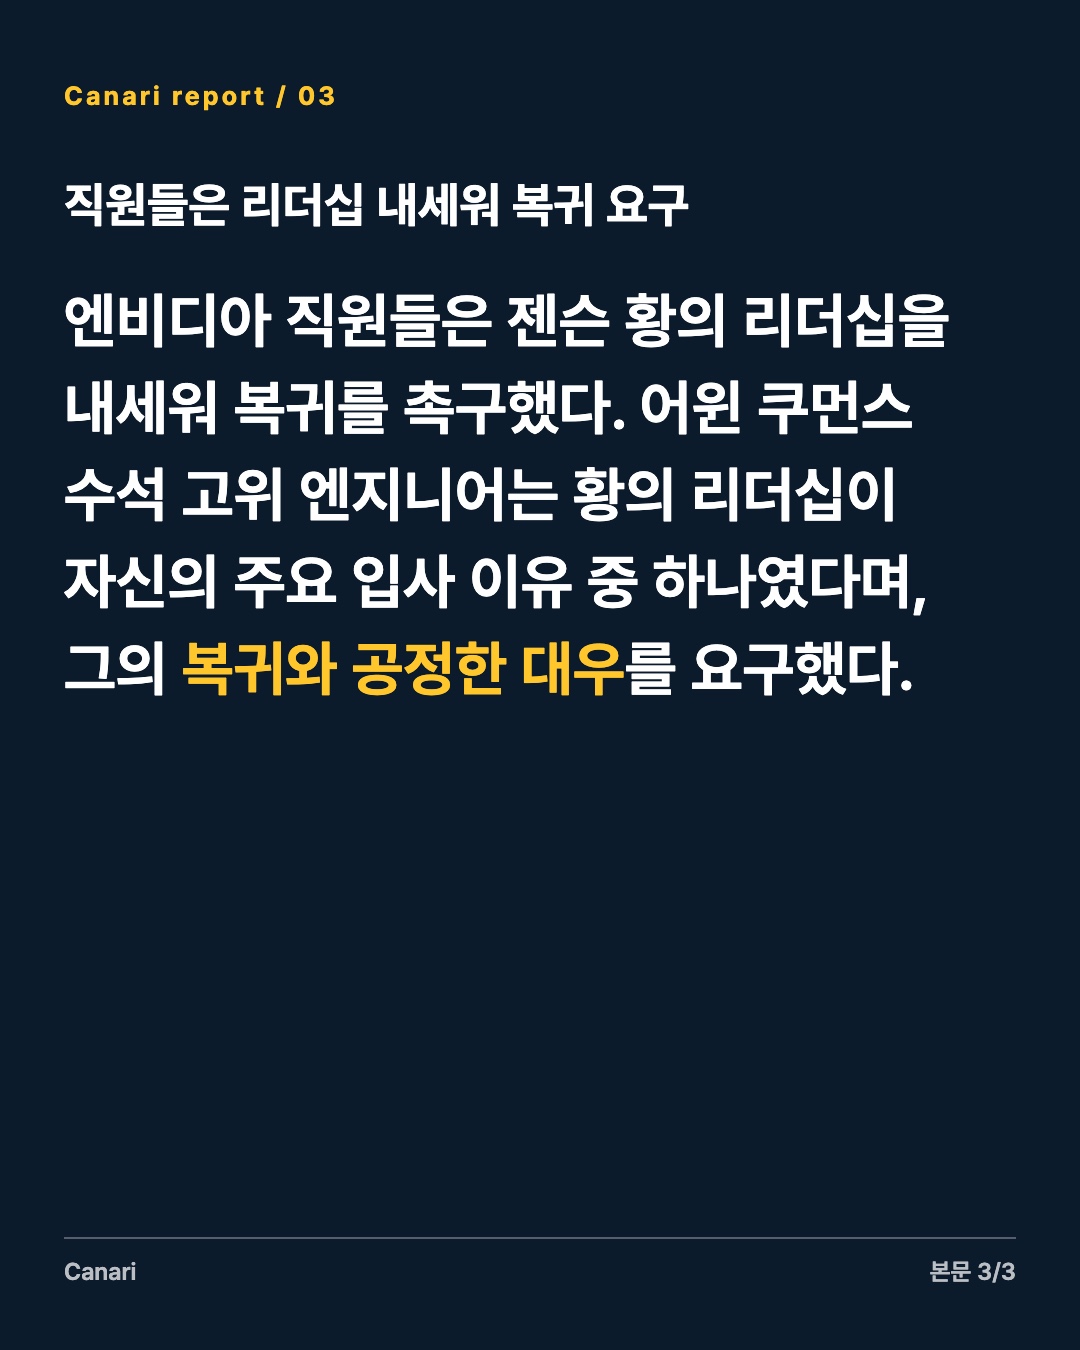 Canari report / 03
직원들은 리더십 내세워 복귀 요구
엔비디아 직원들은 젠슨 황의 리더십을
내세워 복귀를 촉구했다. 어윈 쿠먼스
수석 고위 엔지니어는 황의 리더십이
자신의 주요 입사 이유 중 하나였다며,
그의 복귀와 공정한 대우를 요구했다.
Canari
본문 3/3